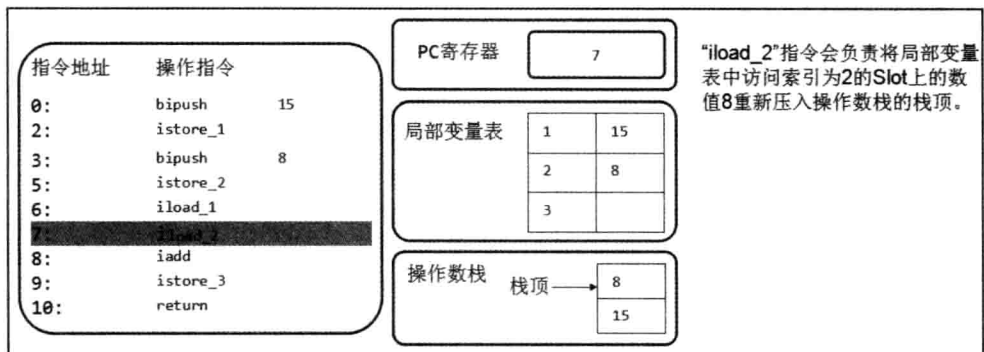 指令地址 操作指令
0: bipush 15
2: istore_1
3: bipush 8
5: istore_2
6: iload_1
7: iload_2
8: iadd
9: istore_3
10: return
PC寄存器 7
局部变量表
1 15
2 8
3
操作数栈 栈顶 8
15
“iload_2”指令会负责将局部变量
表中访问索引为2的Slot上的数
值8重新压入操作数栈的栈顶。